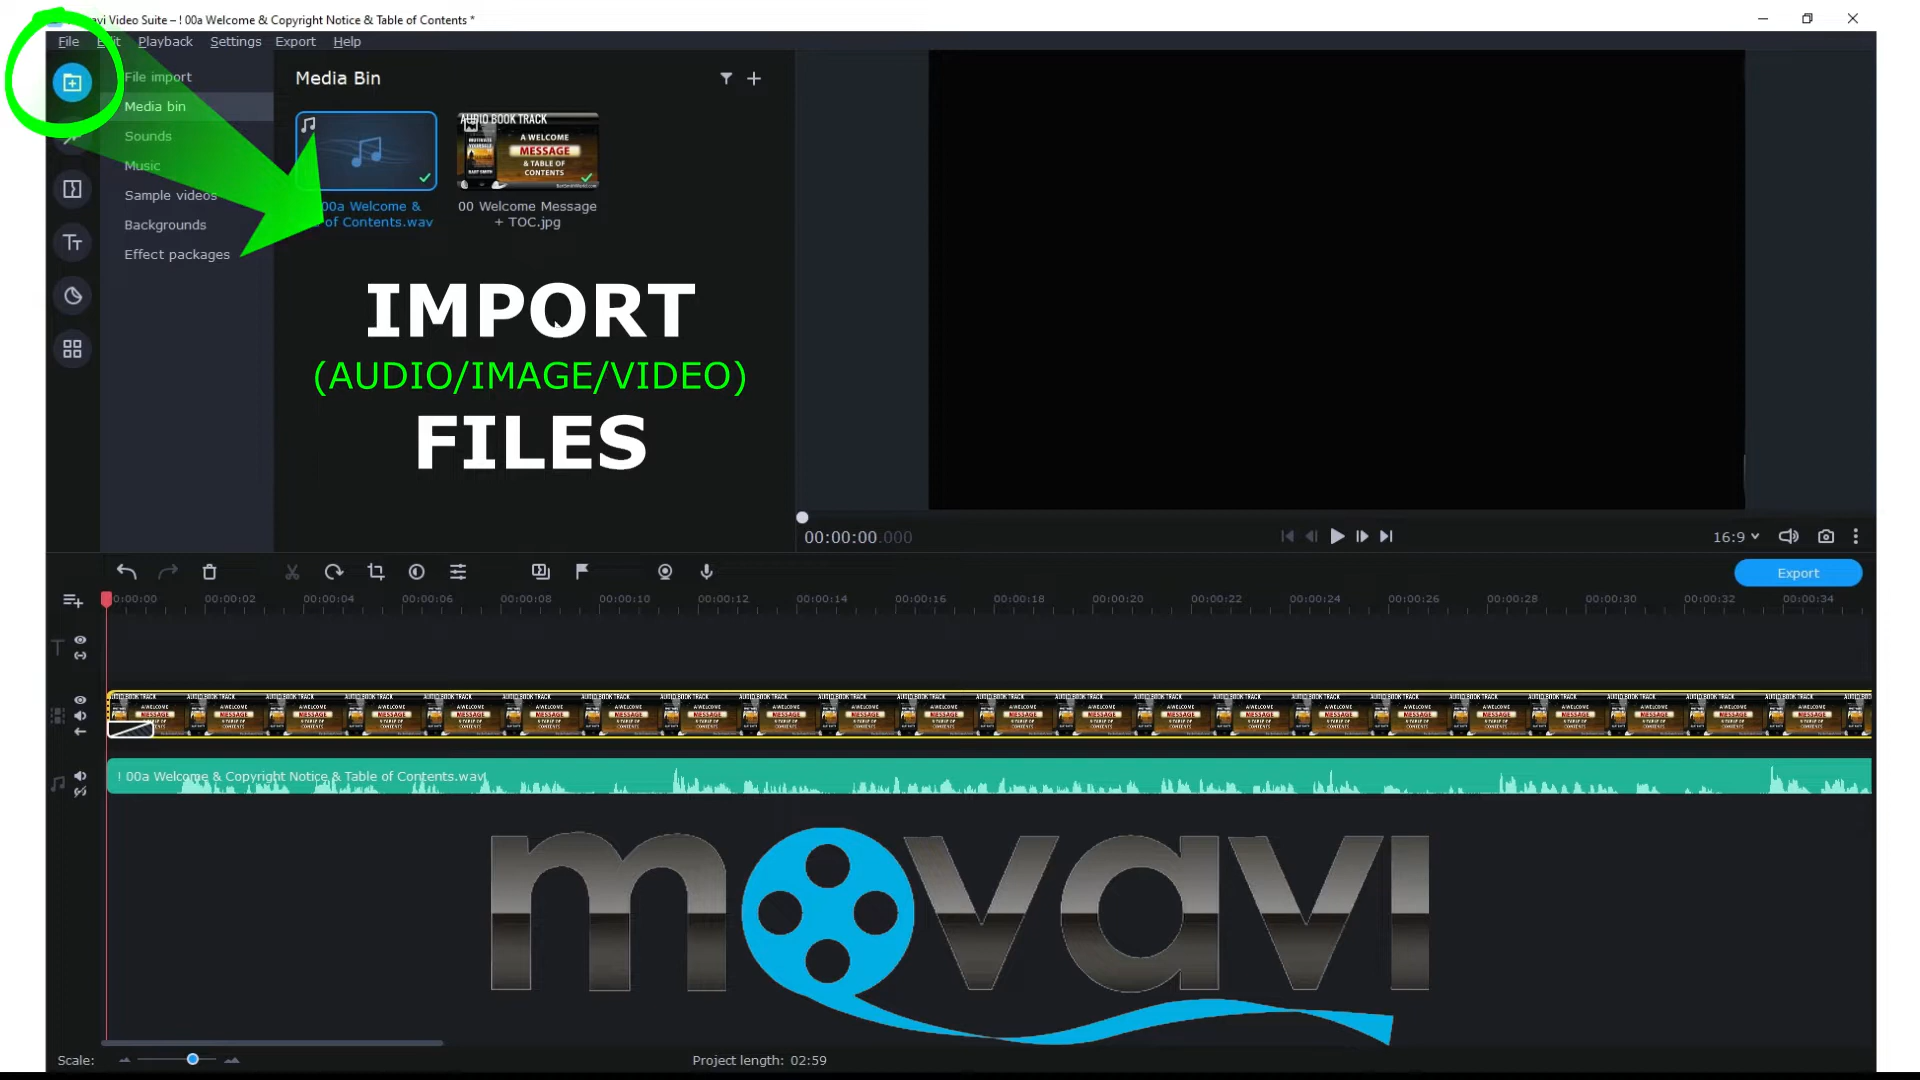 avi Video Suite – ! 00a Welcome & Copyright Notice & Table of Contents *
File Edit Playback Settings Export Help
File import
Media bin
Sounds
Music
Sample videos
Backgrounds
Effect packages
Media Bin
00a Welcome &
of Contents.wav
AUDIO BOOK TRACK
A WELCOME
MESSAGE
& TABLE OF
CONTENTS
00 Welcome Message
+ TOC.jpg
IMPORT
(AUDIO/IMAGE/VIDEO)
FILES
00:00:00.000
16:9
Export
0:00:00 00:00:02 00:00:04 00:00:06 00:00:08 00:00:10 00:00:12 00:00:14 00:00:16 00:00:18 00:00:20 00:00:22 00:00:24 00:00:26 00:00:28 00:00:30 00:00:32 00:00:34
! 00a Welcome & Copyright Notice & Table of Contents.wav
movavi
Scale:
Project length: 02:59